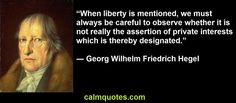 “When liberty is mentioned, we must
always be careful to observe whether it is
not really the assertion of private interests
which is thereby designated.”
— Georg Wilhelm Friedrich Hegel
calmquotes.com